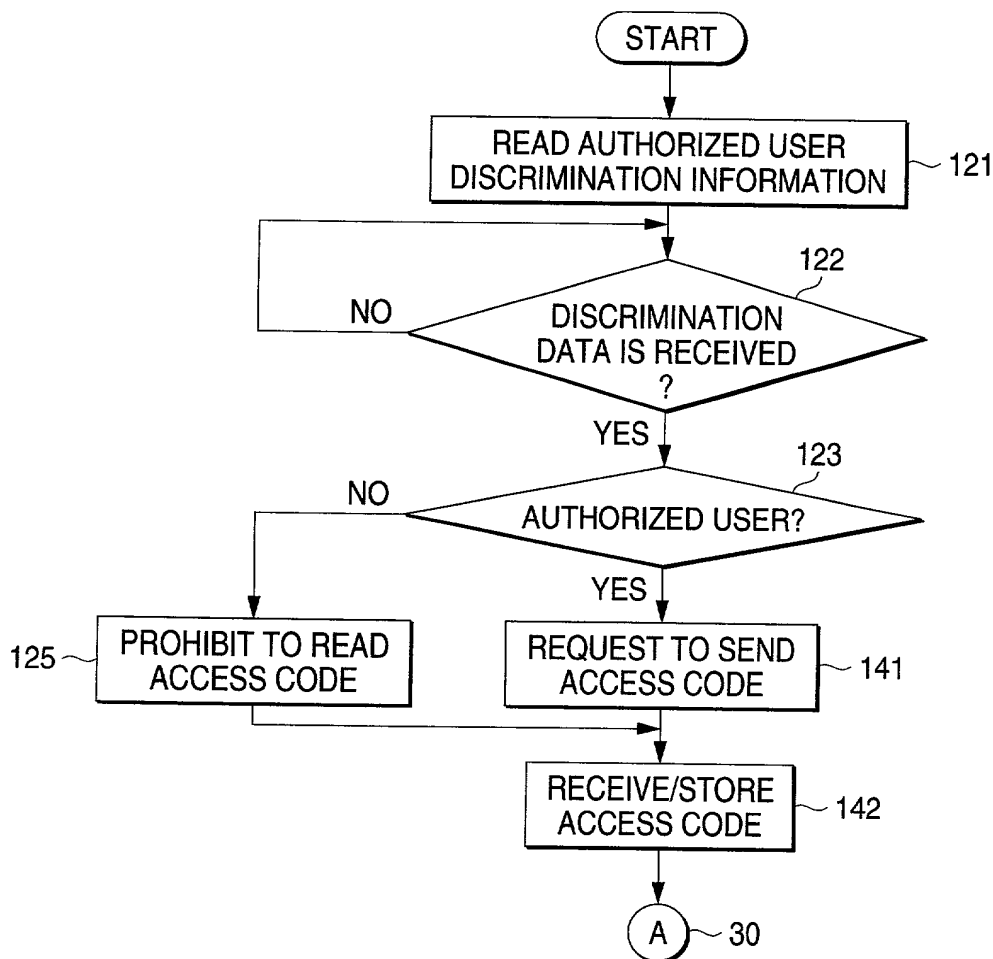 START
READ AUTHORIZED USER
DISCRIMINATION INFORMATION
121
122
NO
DISCRIMINATION
DATA IS RECEIVED
?
YES
123
NO
AUTHORIZED USER?
YES
125
PROHIBIT TO READ
ACCESS CODE
REQUEST TO SEND
ACCESS CODE
141
RECEIVE/STORE
ACCESS CODE
142
A
30